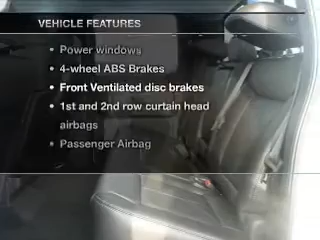 VEHICLE FEATURES
• Power windows
• 4-wheel ABS Brakes
• Front Ventilated disc brakes
• 1st and 2nd row curtain head
airbags
• Passenger Airbag